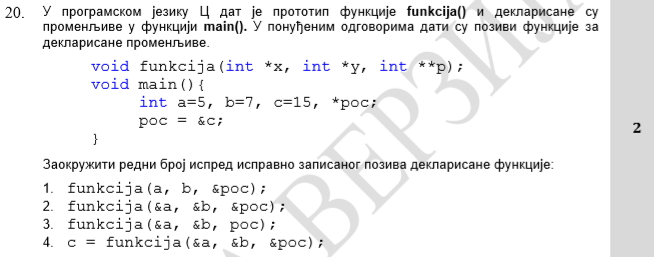 20. У програмском језику Ц дат је прототип функције funkcija() и декларисане су
променљиве у функцији main(). У понуђеним одговорима дати су позиви функције за
декларисане променљиве.
void funkcija(int *x, int *y, int **p);
void main(){
int a=5, b=7, c=15, *poc;
poc = &c;
}
2
Заокружити редни број испред исправно записаног позива декларисане функције:
1. funkcija(a, b, &poc);
2. funkcija(&a, &b, &poc);
3. funkcija(&a, &b, poc);
4. c = funkcija(&a, &b, &poc);
А ВЕРЗИЈА